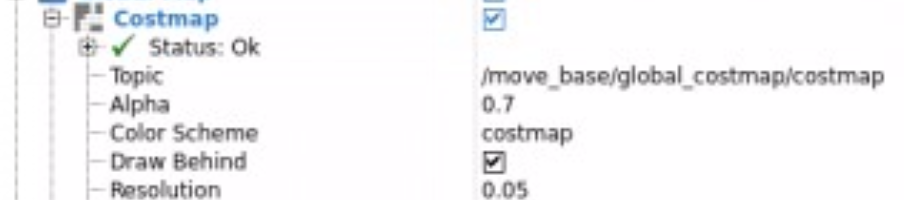 Costmap
Status: Ok
Topic /move_base/global_costmap/costmap
Alpha 0.7
Color Scheme costmap
Draw Behind
Resolution 0.05